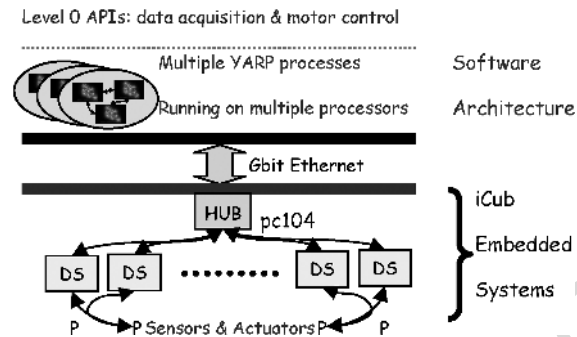 Level 0 APIs: data acquisition & motor control
Multiple YARP processes
Software
Running on multiple processors
Architecture
Gbit Ethernet
HUB
pc104
iCub
DS
DS
DS
DS
Embedded
Systems
P
P Sensors & Actuators P
P